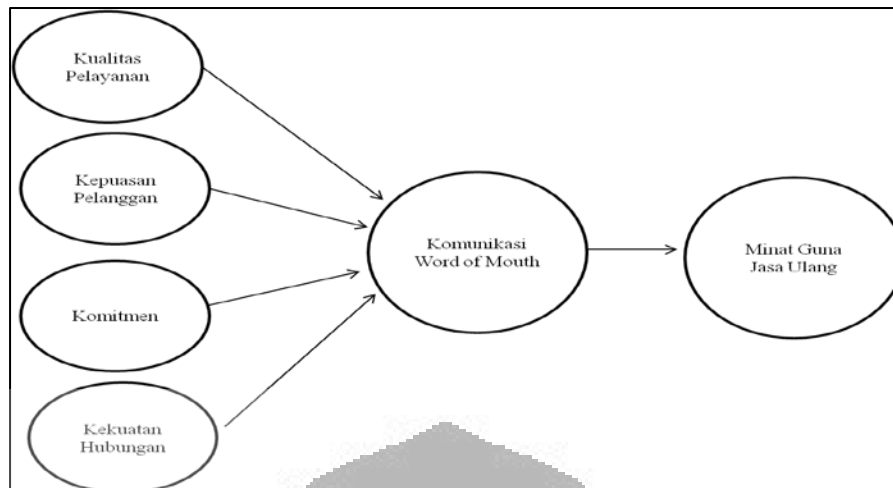 Kualitas
Pelayanan
Kepuasan
Pelanggan
Komitmen
Kekuatan
Hubungan
Komunikasi
Word of Mouth
Minat Guna
Jasa Ulang